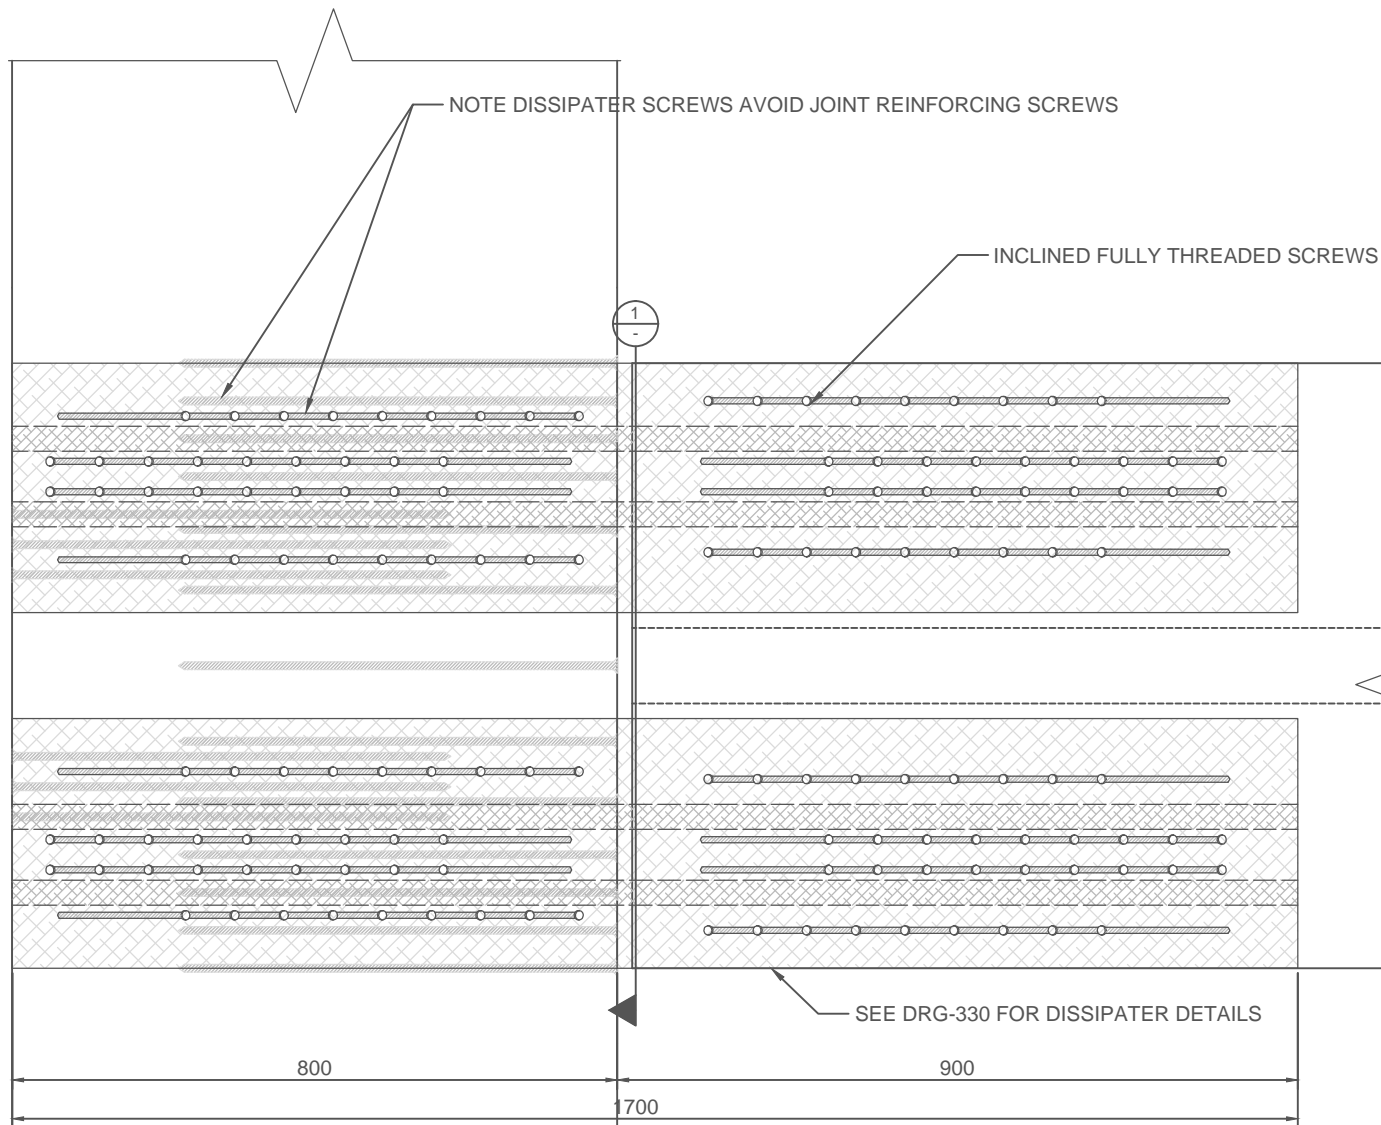 NOTE DISSIPATER SCREWS AVOID JOINT REINFORCING SCREWS
INCLINED FULLY THREADED SCREWS
1
-
SEE DRG-330 FOR DISSIPATER DETAILS
800
900
1700